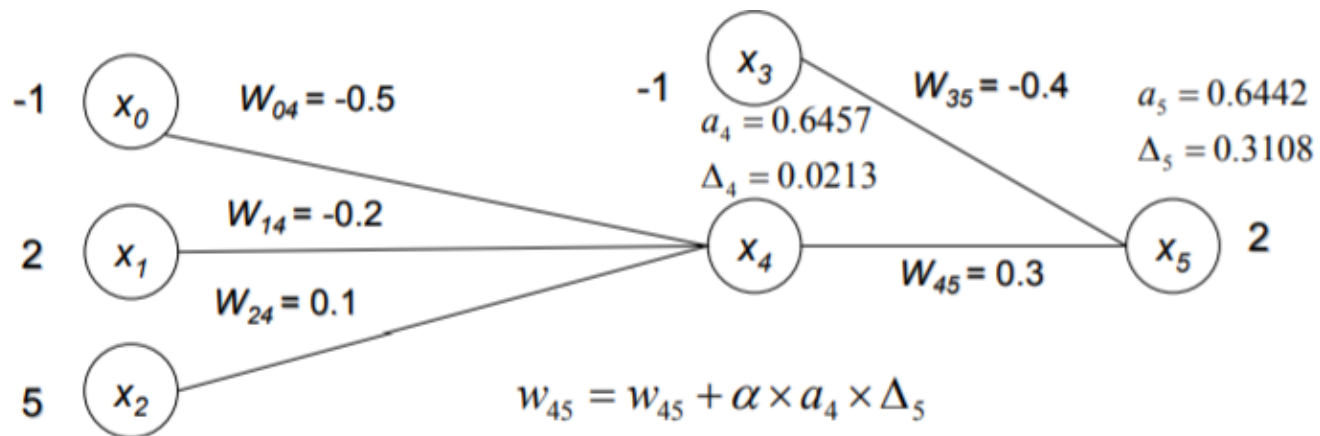 -1
x₀
W₀₄ = -0.5
2
x₁
W₁₄ = -0.2
5
x₂
W₂₄ = 0.1
-1
x₃
W₃₅ = -0.4
a₄ = 0.6457
Δ₄ = 0.0213
x₄
W₄₅ = 0.3
a₅ = 0.6442
Δ₅ = 0.3108
x₅
2
w₄₅ = w₄₅ + α × a₄ × Δ₅